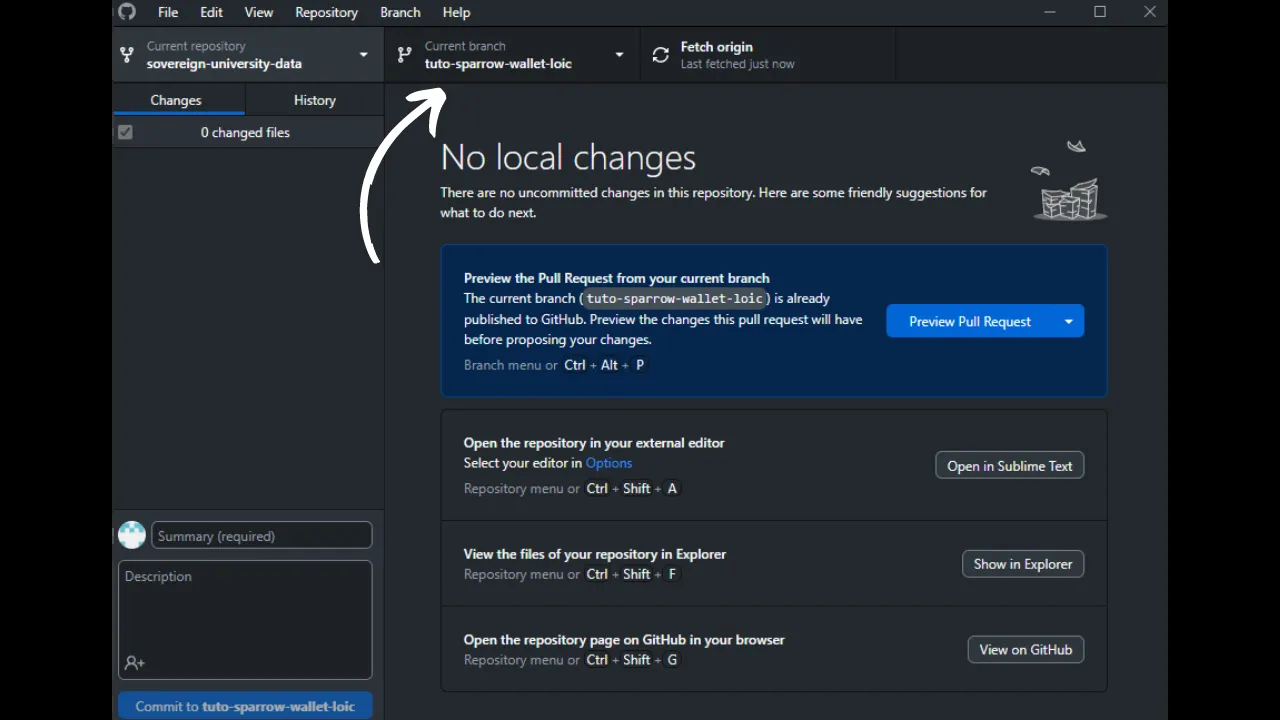 File Edit View Repository Branch Help
Current repository
sovereign-university-data
Current branch
tuto-sparrow-wallet-loic
Fetch origin
Last fetched just now
Changes History
0 changed files
No local changes
There are no uncommitted changes in this repository. Here are some friendly suggestions for
what to do next.
Preview the Pull Request from your current branch
The current branch ( tuto-sparrow-wallet-loic ) is already
published to GitHub. Preview the changes this pull request will have
before proposing your changes.
Branch menu or Ctrl + Alt + P
Preview Pull Request
Open the repository in your external editor
Select your editor in Options
Repository menu or Ctrl + Shift + A
Open in Sublime Text
View the files of your repository in Explorer
Repository menu or Ctrl + Shift + F
Show in Explorer
Open the repository page on GitHub in your browser
Repository menu or Ctrl + Shift + G
View on GitHub
Summary (required)
Description
Commit to tuto-sparrow-wallet-loic